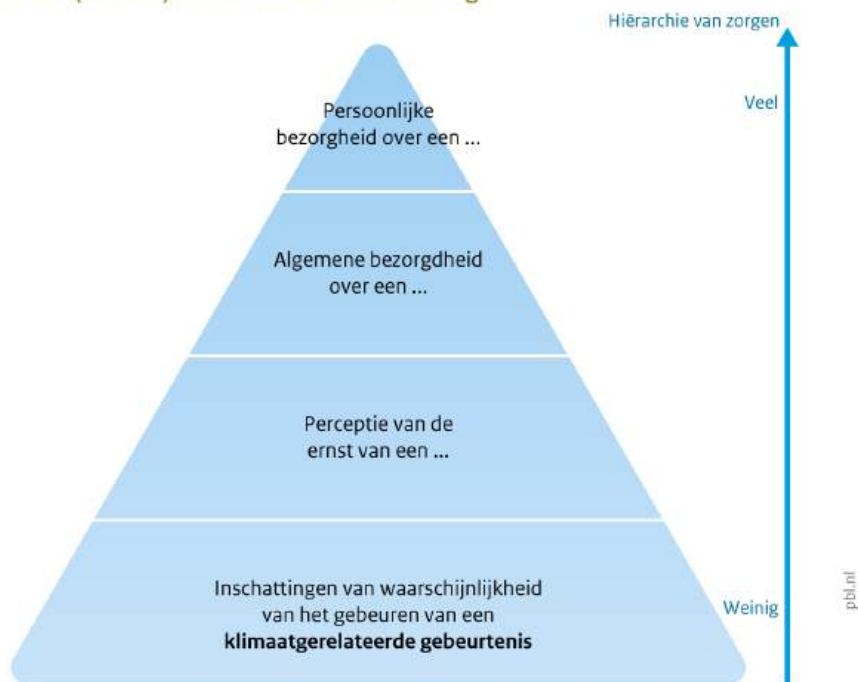 Hiërarchie van zorgen
Veel
Persoonlijke
bezorgheid over een ...
Algemene bezorgdheid
over een ...
Perceptie van de
ernst van een ...
Inschattingen van waarschijnlijkheid
van het gebeuren van een
klimaatgerelateerde gebeurtenis
Weinig
pbl.nl